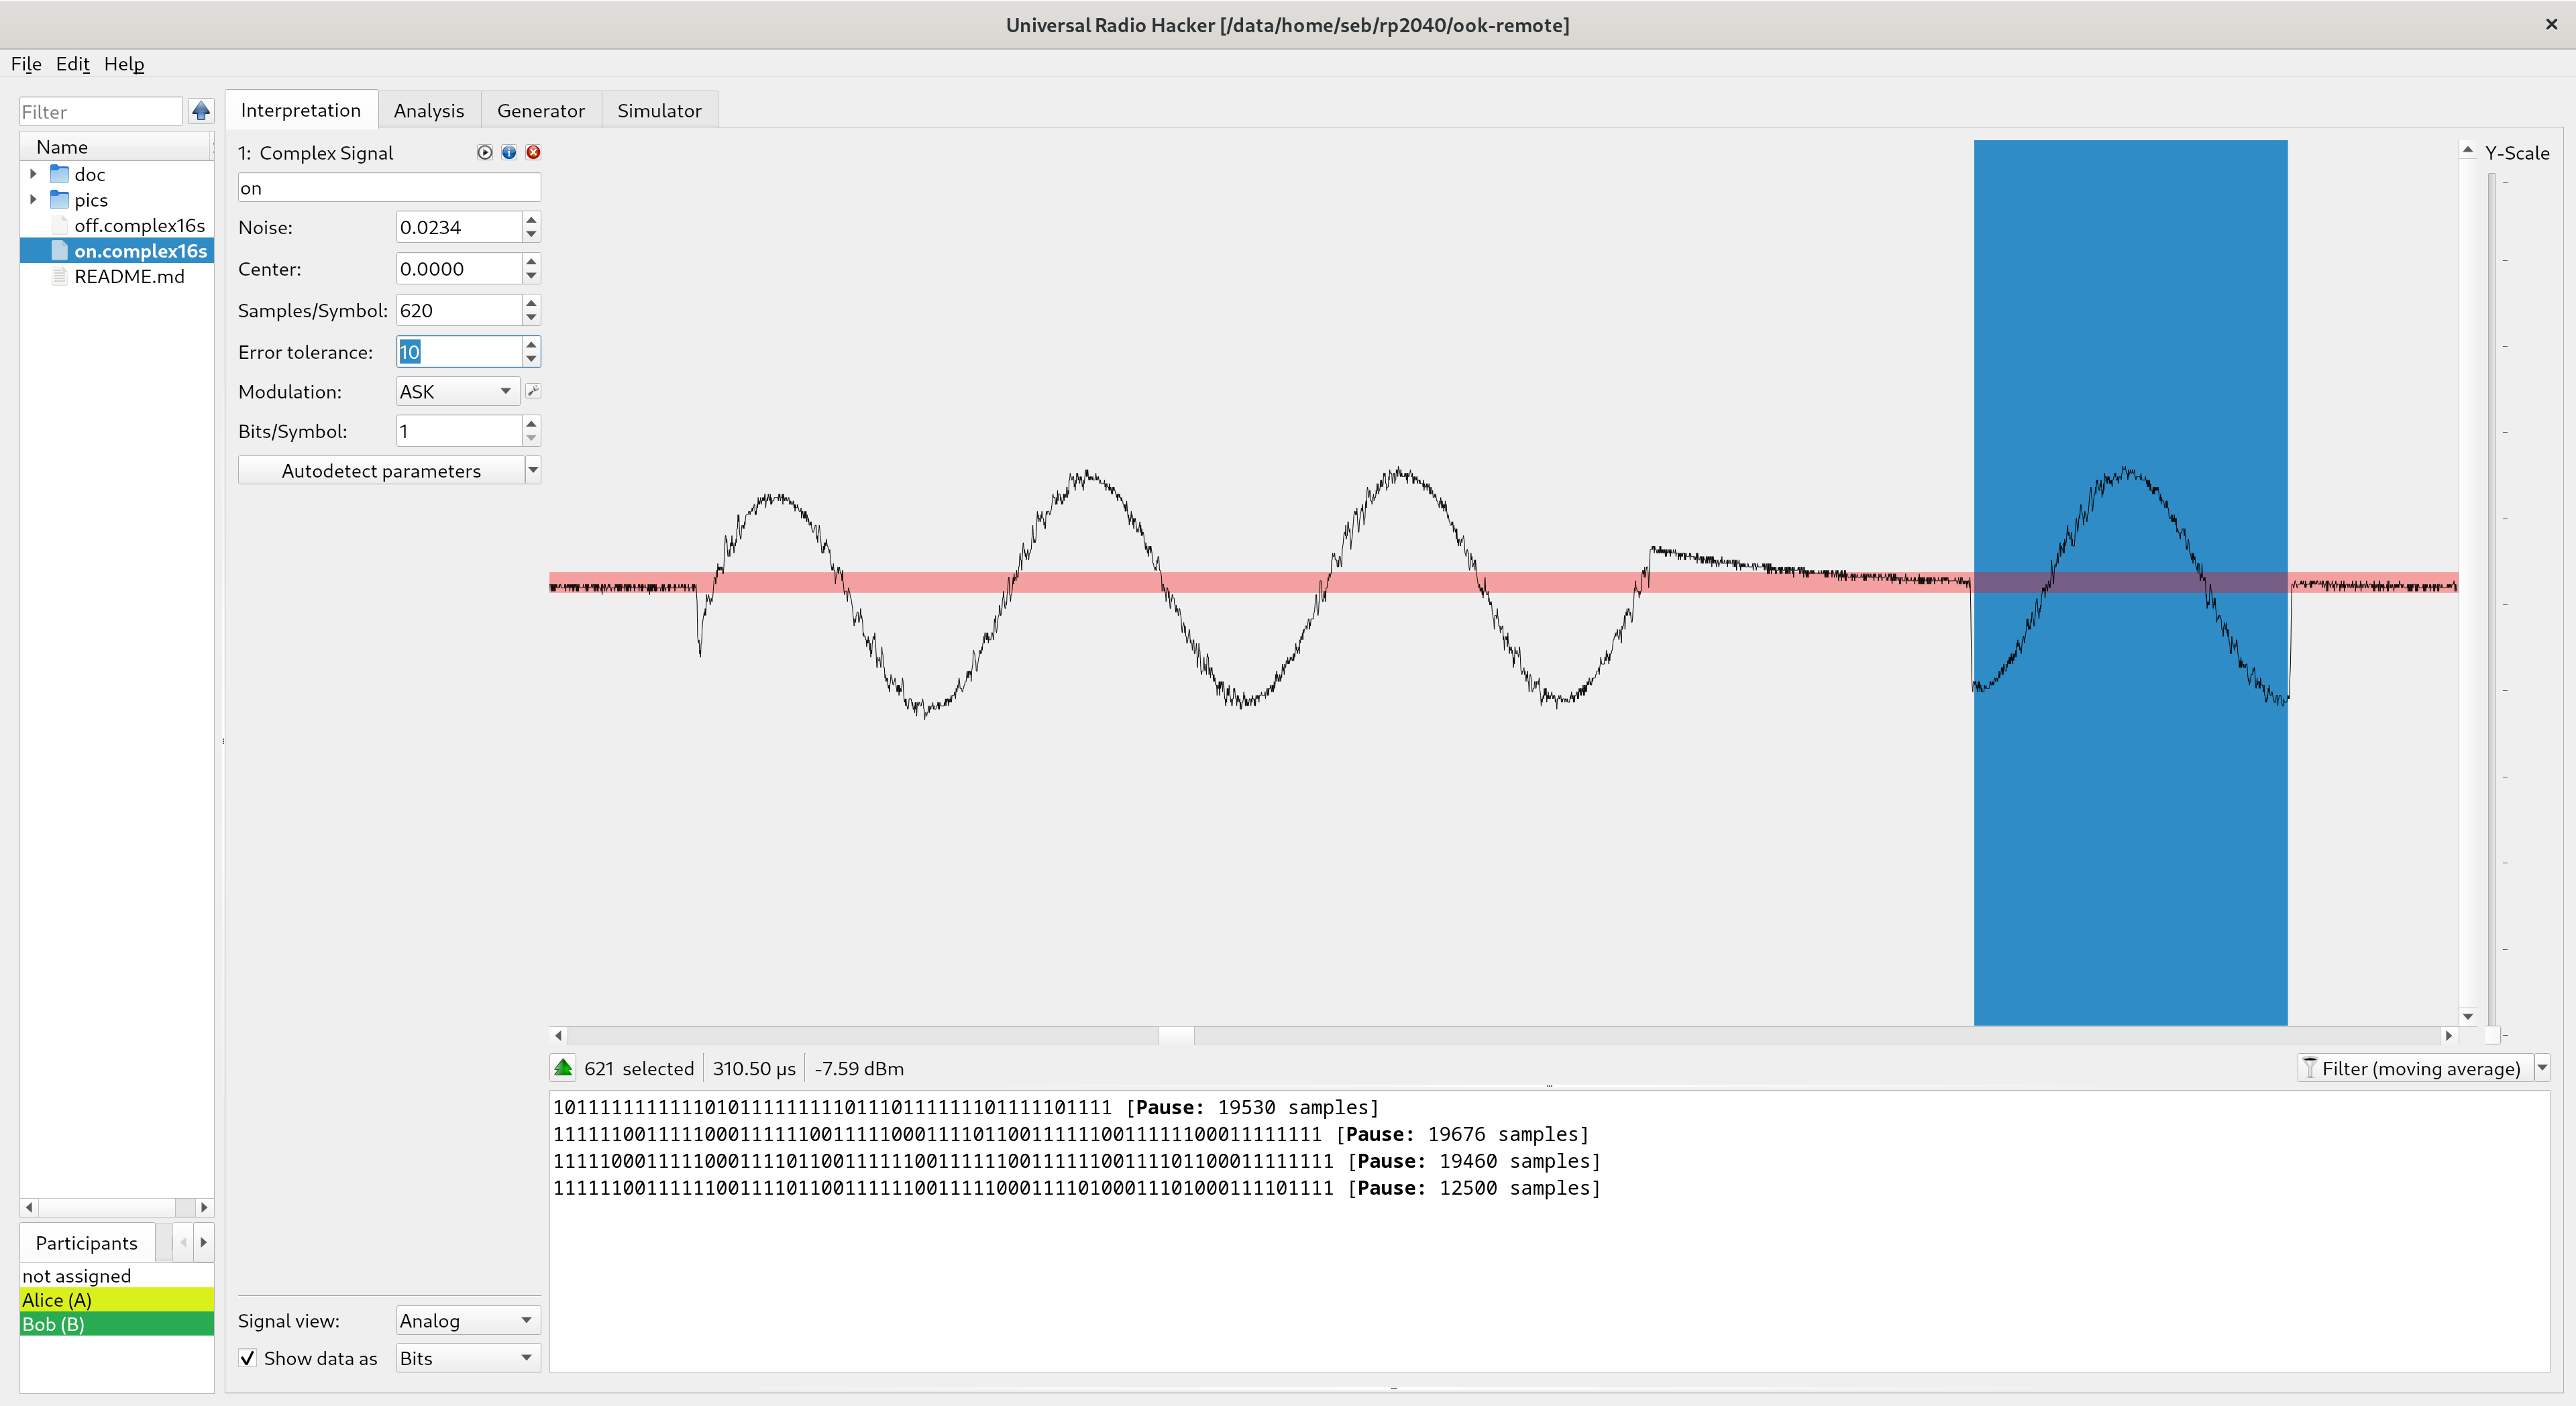 Universal Radio Hacker [/data/home/seb/rp2040/ook-remote]
File Edit Help
Filter
Name
doc
pics
off.complex16s
on.complex16s
README.md
Participants
not assigned
Alice (A)
Bob (B)
Interpretation Analysis Generator Simulator
1: Complex Signal
on
Noise: 0.0234
Center: 0.0000
Samples/Symbol: 620
Error tolerance: 10
Modulation: ASK
Bits/Symbol: 1
Autodetect parameters
Signal view: Analog
Show data as Bits
Y-Scale
621 selected 310.50 µs -7.59 dBm
Filter (moving average)
101111111111110101111111111011101111111101111101111 [Pause: 19530 samples]
111111001111100011111100111110001111011001111110011111100011111111 [Pause: 19676 samples]
1111100011111000111101100111111001111110011111100111101100011111111 [Pause: 19460 samples]
1111110011111100111101100111111001111100011110100011101000111101111 [Pause: 12500 samples]